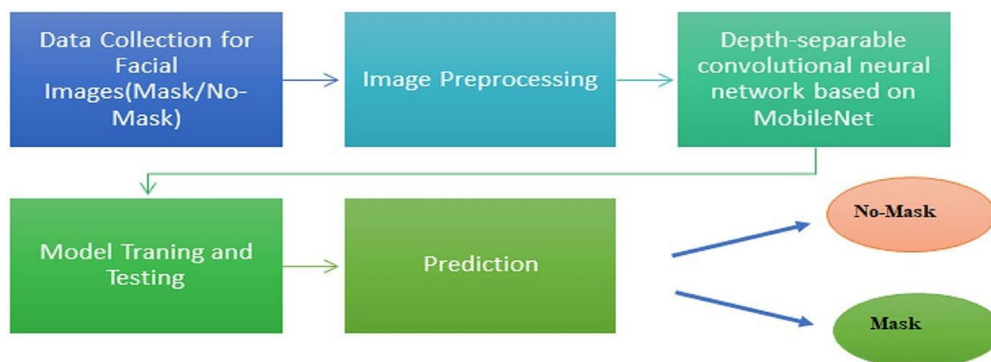 Data Collection for
Facial
Images(Mask/No-
Mask)
Image Preprocessing
Depth-separable
convolutional neural
network based on
MobileNet
Model Traning and
Testing
Prediction
No-Mask
Mask